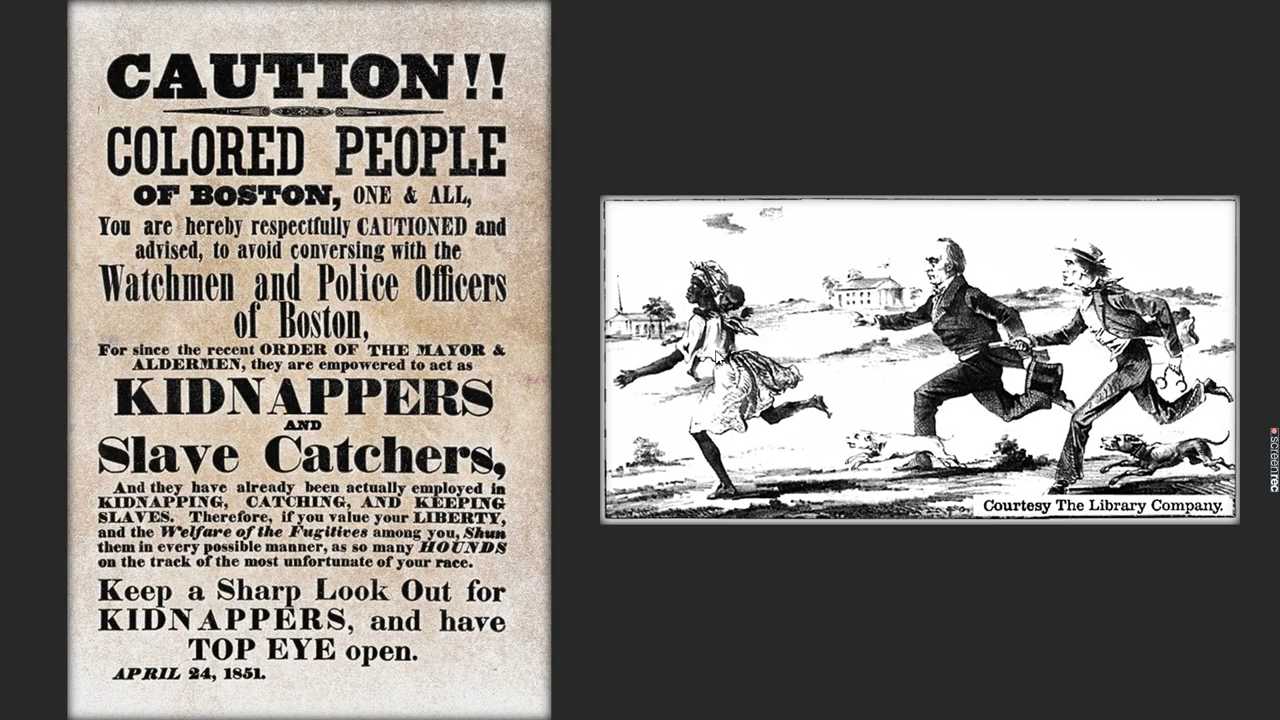 CAUTION!!
COLORED PEOPLE
OF BOSTON, ONE & ALL,
You are hereby respectfully CAUTIONED and
advised, to avoid conversing with the
Watchmen and Police Officers
of Boston,
For since the recent ORDER OF THE MAYOR &
ALDERMEN, they are empowered to act as
KIDNAPPERS
AND
Slave Catchers,
And they have already been actually employed in
KIDNAPPING, CATCHING, AND KEEPING
SLAVES. Therefore, if you value your LIBERTY,
and the Welfare of the Fugitives among you, Shun
them in every possible manner, as so many HOUNDS
on the track of the most unfortunate of your race.
Keep a Sharp Look Out for
KIDNAPPERS, and have
TOP EYE open.
APRIL 24, 1851.
Courtesy The Library Company.
screenrec